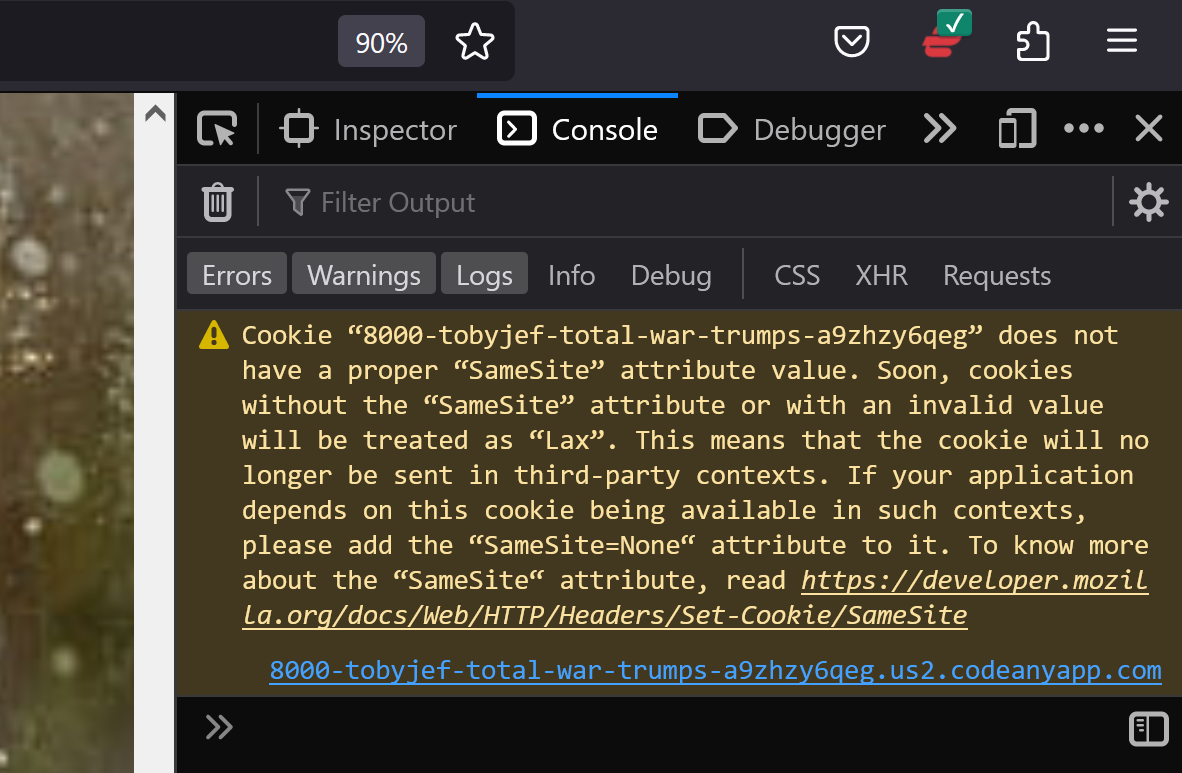 90%
Inspector
Console
Debugger
Filter Output
Errors Warnings Logs Info Debug CSS XHR Requests
Cookie “8000-tobyjef-total-war-trumps-a9zhzy6qeg” does not
have a proper “SameSite” attribute value. Soon, cookies
without the “SameSite” attribute or with an invalid value
will be treated as “Lax”. This means that the cookie will no
longer be sent in third-party contexts. If your application
depends on this cookie being available in such contexts,
please add the “SameSite=None“ attribute to it. To know more
about the “SameSite“ attribute, read https://developer.mozil
la.org/docs/Web/HTTP/Headers/Set-Cookie/SameSite
8000-tobyjef-total-war-trumps-a9zhzy6qeg.us2.codeanyapp.com